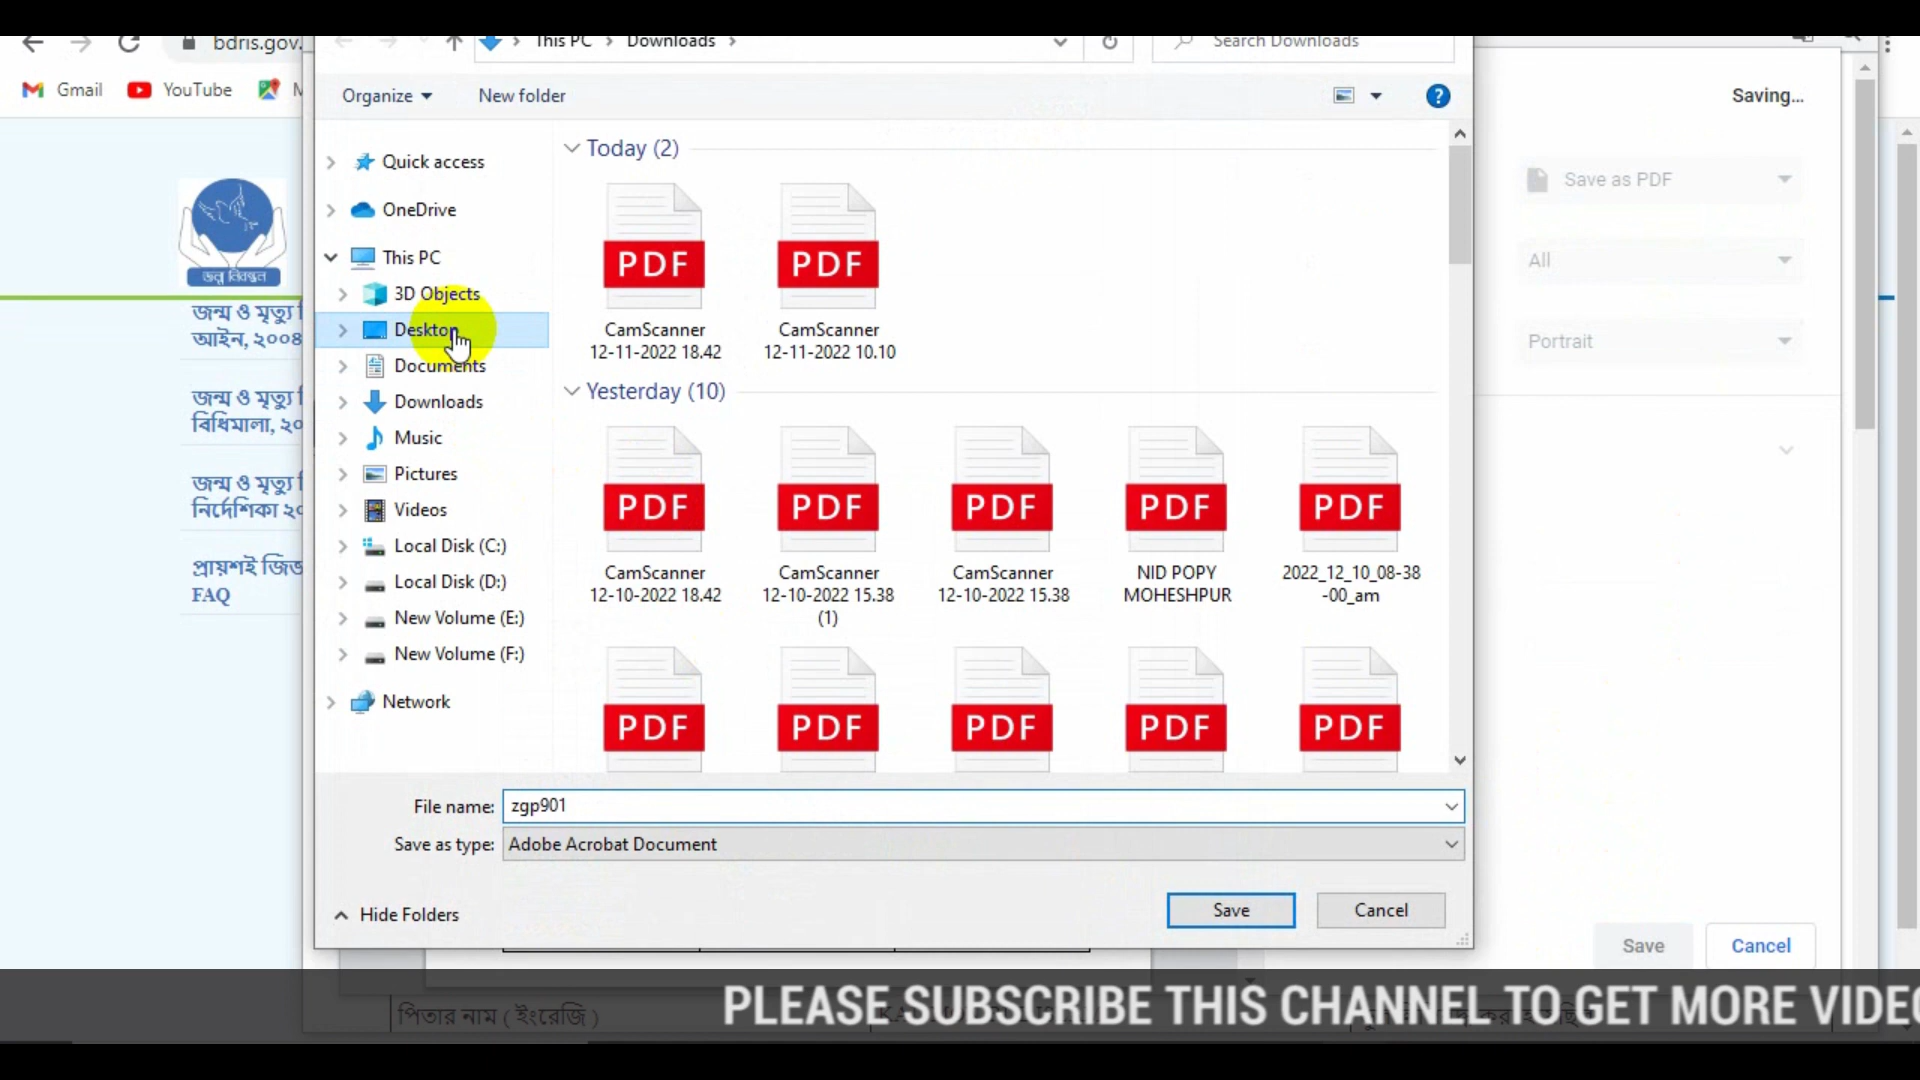 bdris.gov.
This PC > Downloads >
Search Downloads
Gmail
YouTube
Organize
New folder
Saving...
Quick access
OneDrive
This PC
3D Objects
Desktop
Documents
Downloads
Music
Pictures
Videos
Local Disk (C:)
Local Disk (D:)
New Volume (E:)
New Volume (F:)
Network
Today (2)
PDF
PDF
CamScanner
12-11-2022 18.42
CamScanner
12-11-2022 10.10
Yesterday (10)
PDF
PDF
PDF
PDF
PDF
CamScanner
12-10-2022 18.42
CamScanner
12-10-2022 15.38
(1)
CamScanner
12-10-2022 15.38
NID POPY
MOHESHPUR
2022_12_10_08-38
-00_am
PDF
PDF
PDF
PDF
PDF
File name: zgp901
Save as type: Adobe Acrobat Document
Hide Folders
Save
Cancel
Save as PDF
All
Portrait
Save
Cancel
জন্ম নিবন্ধন
জন্ম ও মৃত্যু
আইন, ২০০৪
জন্ম ও মৃত্যু
বিধিমালা, ২০
জন্ম ও মৃত্যু
নির্দেশিকা ২০
প্রায়শই জিজ্ঞ
FAQ
পিতার নাম ( ইংরেজি )
PLEASE SUBSCRIBE THIS CHANNEL TO GET MORE VIDEO